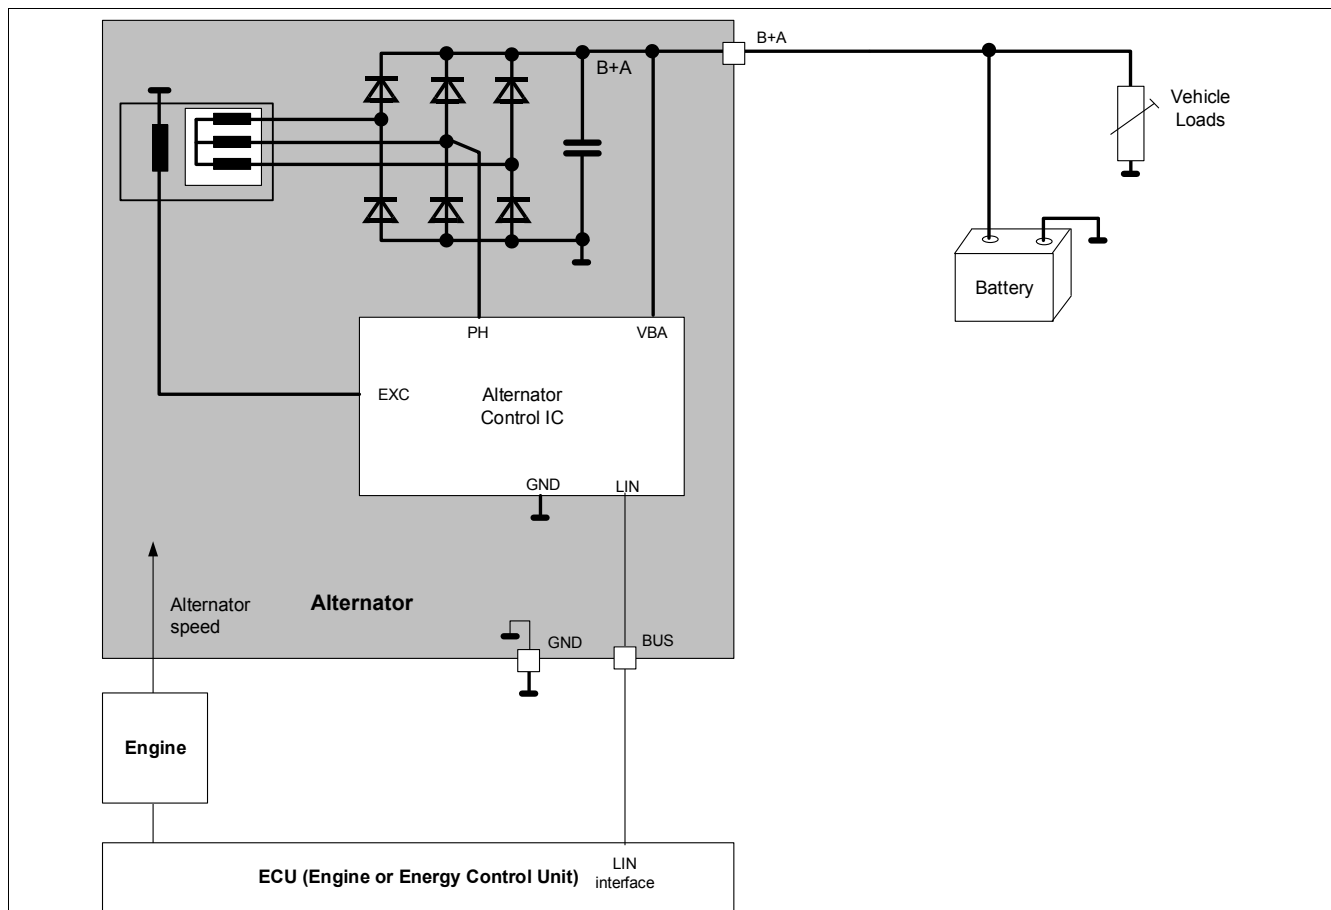 B+A
B+A
Vehicle
Loads
Battery
PH
VBA
EXC
Alternator
Control IC
GND
LIN
Alternator
speed
Alternator
GND
BUS
Engine
ECU (Engine or Energy Control Unit)
LIN
interface